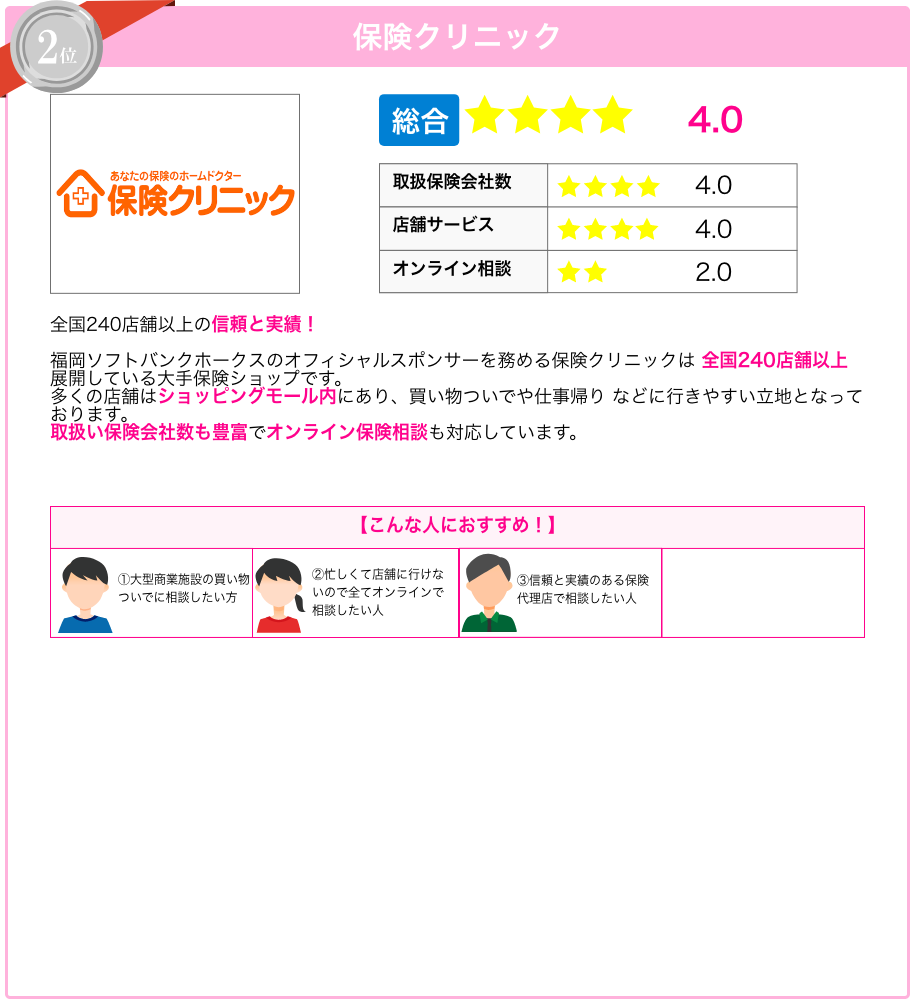 2位
保険クリニック
あなたの保険のホームドクター
保険クリニック
総合 ★★★★ 4.0
取扱保険会社数 ★★★★ 4.0
店舗サービス ★★★★ 4.0
オンライン相談 ★★ 2.0
全国240店舗以上の信頼と実績！
福岡ソフトバンクホークスのオフィシャルスポンサーを務める保険クリニックは 全国240店舗以上
展開している大手保険ショップです。
多くの店舗はショッピングモール内にあり、買い物ついでや仕事帰り などに行きやすい立地となって
おります。
取扱い保険会社数も豊富でオンライン保険相談も対応しています。
【こんな人におすすめ！】
①大型商業施設の買い物
ついでに相談したい方
②忙しくて店舗に行けな
いので全てオンラインで
相談したい人
③信頼と実績のある保険
代理店で相談したい人